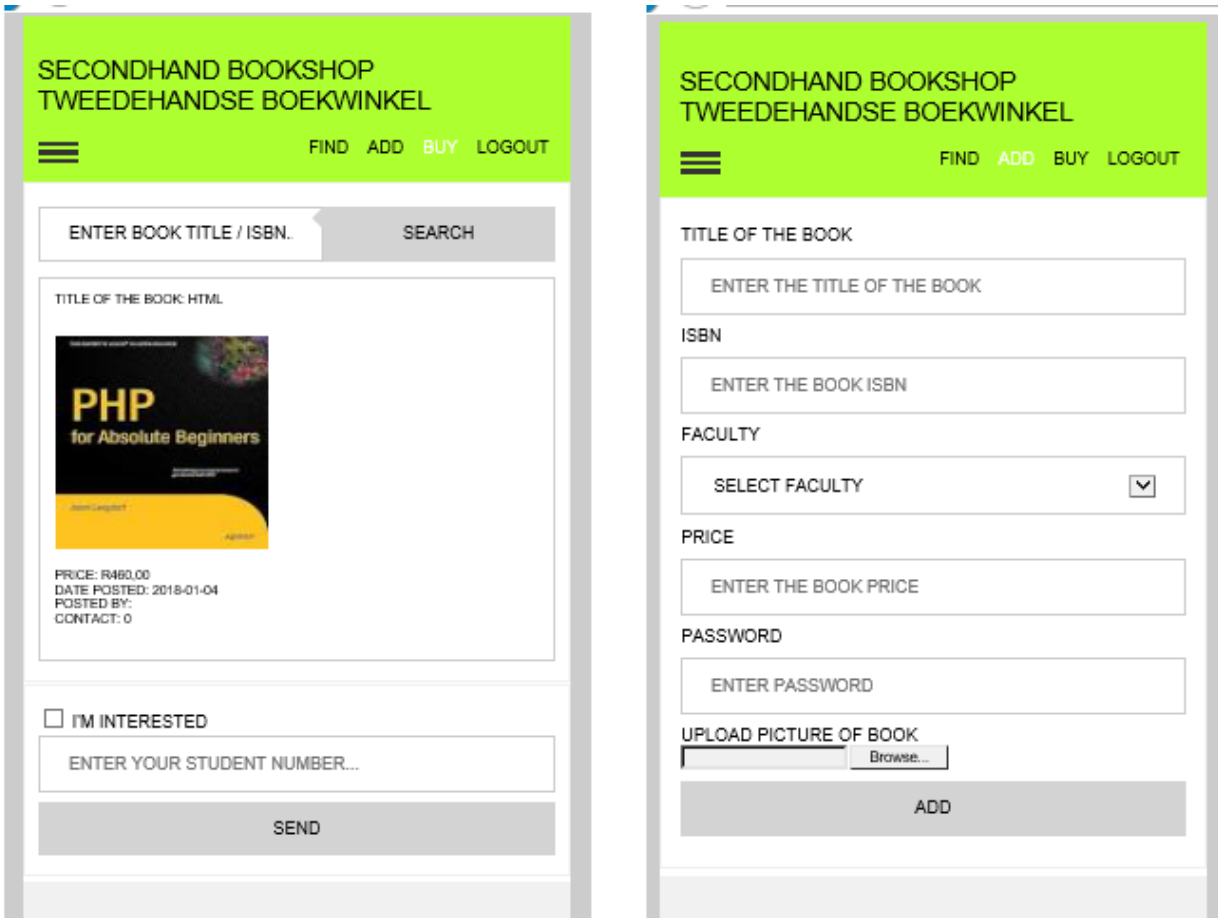 SECONDHAND BOOKSHOP
TWEEDEHANDSE BOEKWINKEL
FIND ADD BUY LOGOUT
ENTER BOOK TITLE / ISBN.
SEARCH
TITLE OF THE BOOK: HTML
PHP
for Absolute Beginners
PRICE: R460,00
DATE POSTED: 2018-01-04
POSTED BY:
CONTACT: 0
I'M INTERESTED
ENTER YOUR STUDENT NUMBER...
SEND
SECONDHAND BOOKSHOP
TWEEDEHANDSE BOEKWINKEL
FIND ADD BUY LOGOUT
TITLE OF THE BOOK
ENTER THE TITLE OF THE BOOK
ISBN
ENTER THE BOOK ISBN
FACULTY
SELECT FACULTY
PRICE
ENTER THE BOOK PRICE
PASSWORD
ENTER PASSWORD
UPLOAD PICTURE OF BOOK
Browse...
ADD